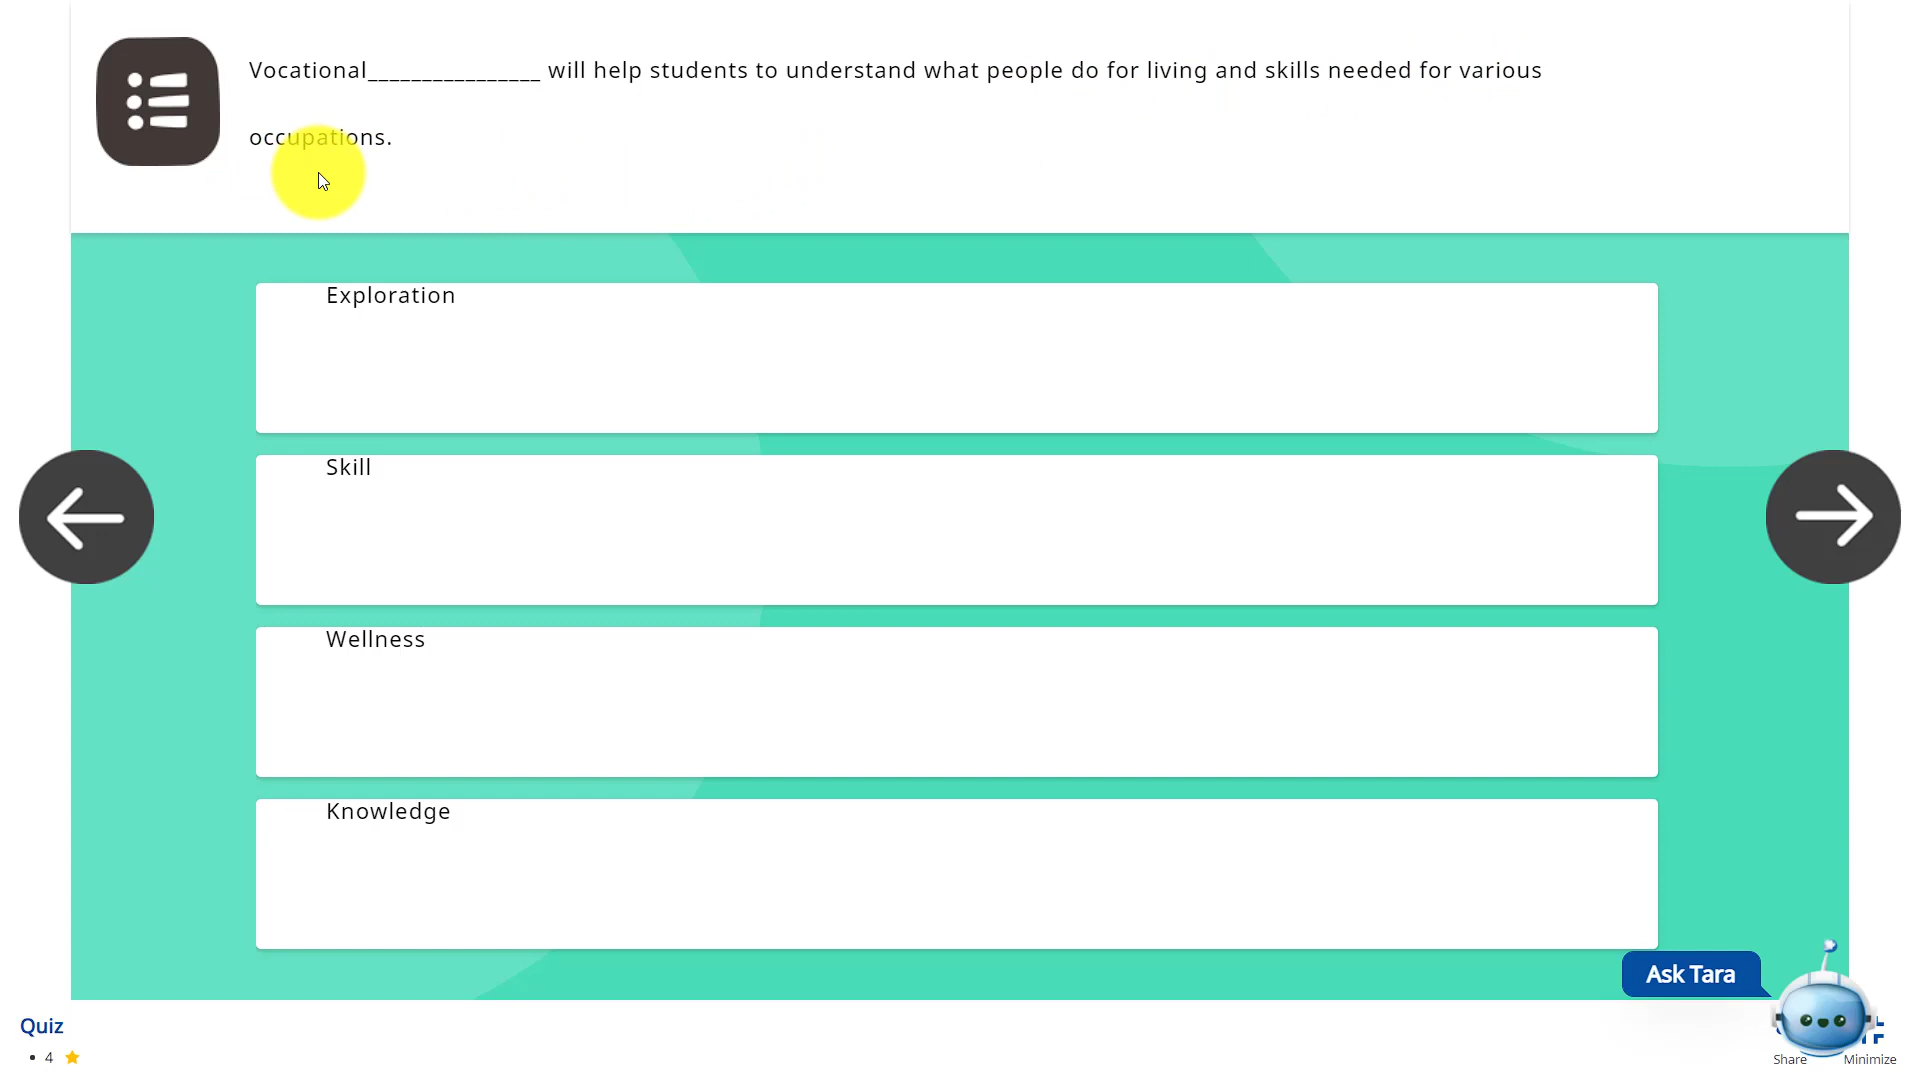 Vocational________________ will help students to understand what people do for living and skills needed for various
occupations.
Exploration
Skill
Wellness
Knowledge
Ask Tara
Quiz
• 4
Share
Minimize